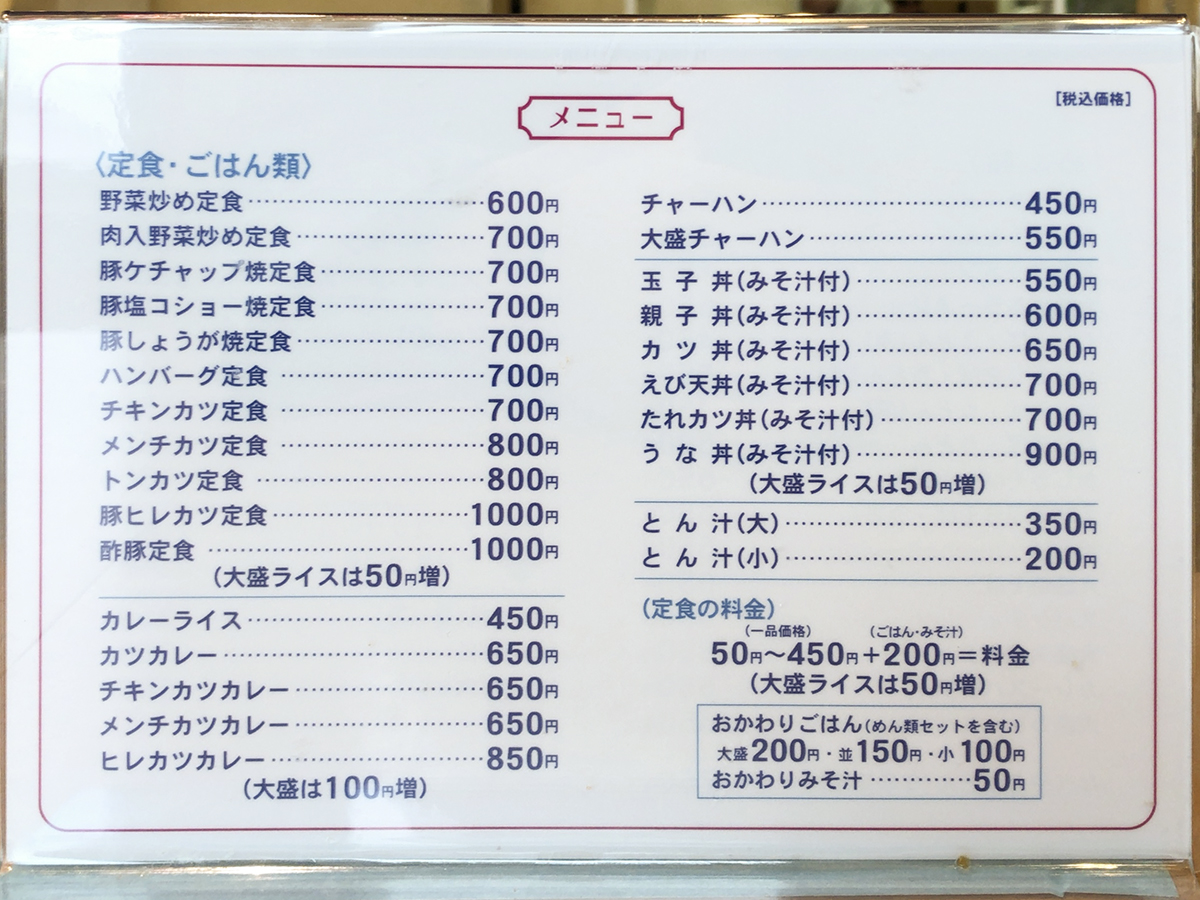 メニュー
[税込価格]
〈定食・ごはん類〉
野菜炒め定食…………………600円
肉入野菜炒め定食……………700円
豚ケチャップ焼定食…………700円
豚塩コショー焼定食…………700円
豚しょうが焼定食……………700円
ハンバーグ定食………………700円
チキンカツ定食………………700円
メンチカツ定食………………800円
トンカツ定食…………………800円
豚ヒレカツ定食………………1000円
酢豚定食………………………1000円
(大盛ライスは50円増)
カレーライス…………………450円
カツカレー……………………650円
チキンカツカレー……………650円
メンチカツカレー……………650円
ヒレカツカレー………………850円
(大盛は100円増)
チャーハン……………………450円
大盛チャーハン………………550円
玉子丼(みそ汁付)……………550円
親子丼(みそ汁付)……………600円
カツ丼(みそ汁付)……………650円
えび天丼(みそ汁付)…………700円
たれカツ丼(みそ汁付)………700円
うな丼(みそ汁付)……………900円
(大盛ライスは50円増)
とん汁(大)……………………350円
とん汁(小)……………………200円
(定食の料金)
(一品価格) (ごはん・みそ汁)
50円〜450円+200円=料金
(大盛ライスは50円増)
おかわりごはん(めん類セットを含む)
大盛200円・並150円・小100円
おかわりみそ汁…………50円